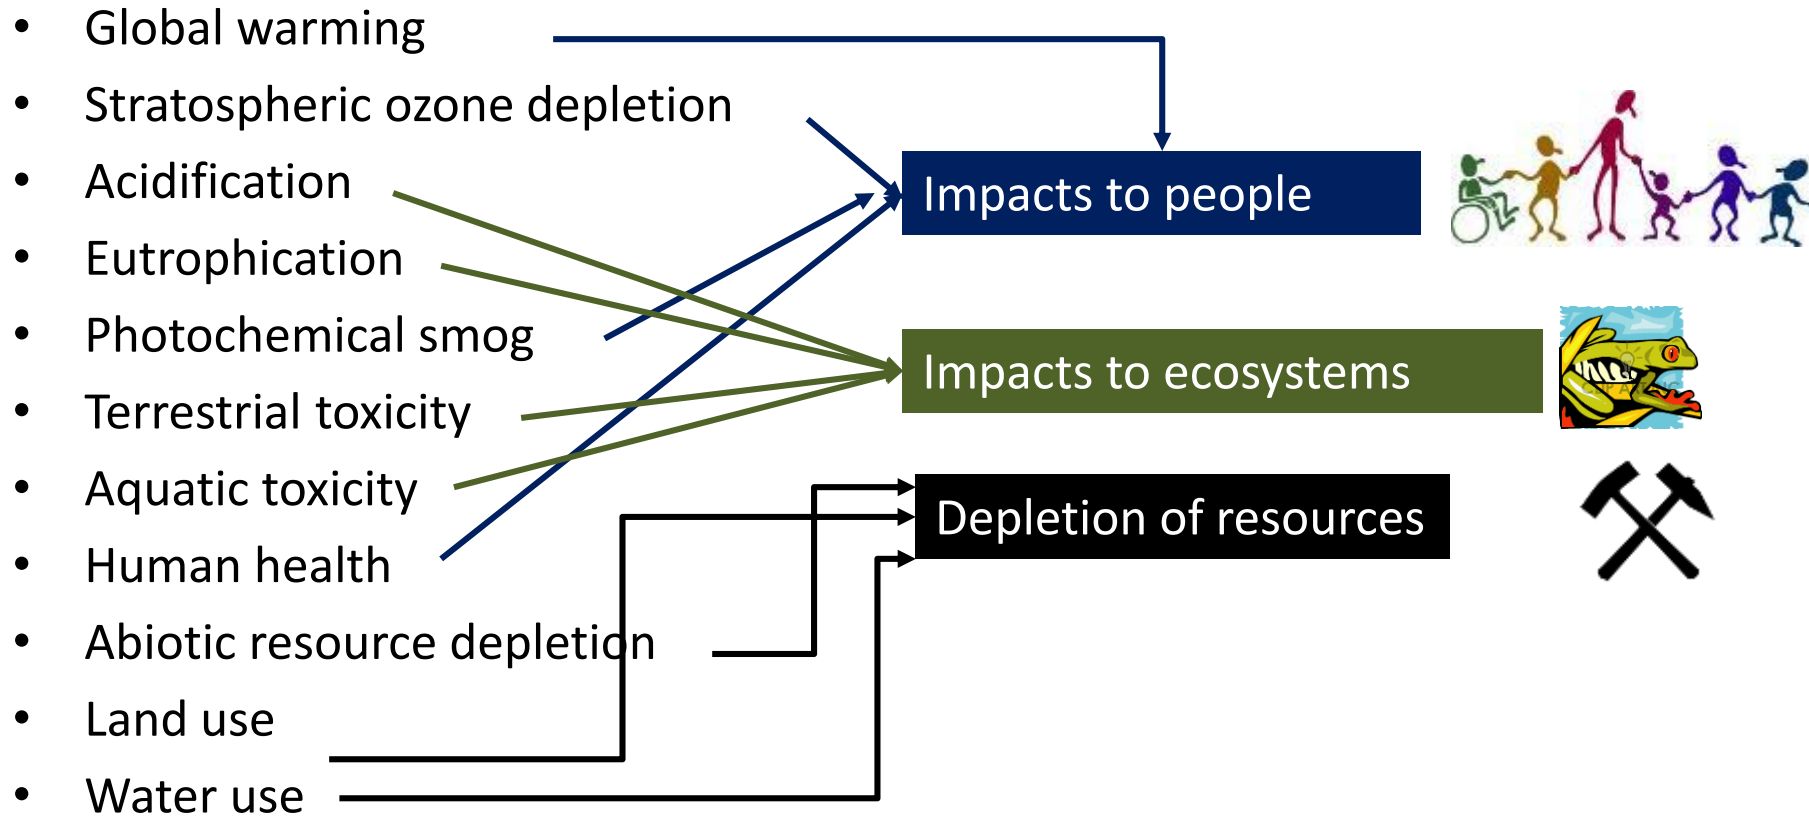 • Global warming
• Stratospheric ozone depletion
• Acidification
• Eutrophication
• Photochemical smog
• Terrestrial toxicity
• Aquatic toxicity
• Human health
• Abiotic resource depletion
• Land use
• Water use
Impacts to people
Impacts to ecosystems
Depletion of resources